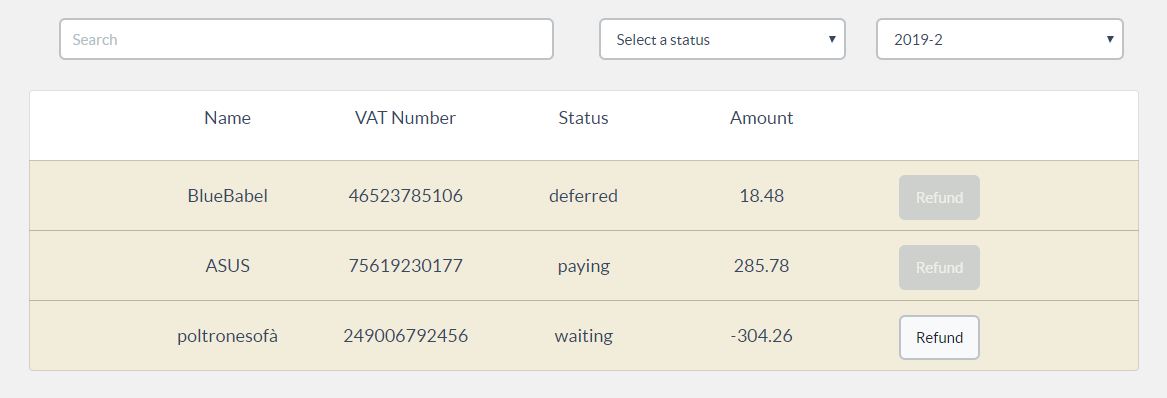 Search Select a status 2019-2
Name VAT Number Status Amount
BlueBabel 46523785106 deferred 18.48 Refund
ASUS 75619230177 paying 285.78 Refund
poltronesofà 249006792456 waiting -304.26 Refund